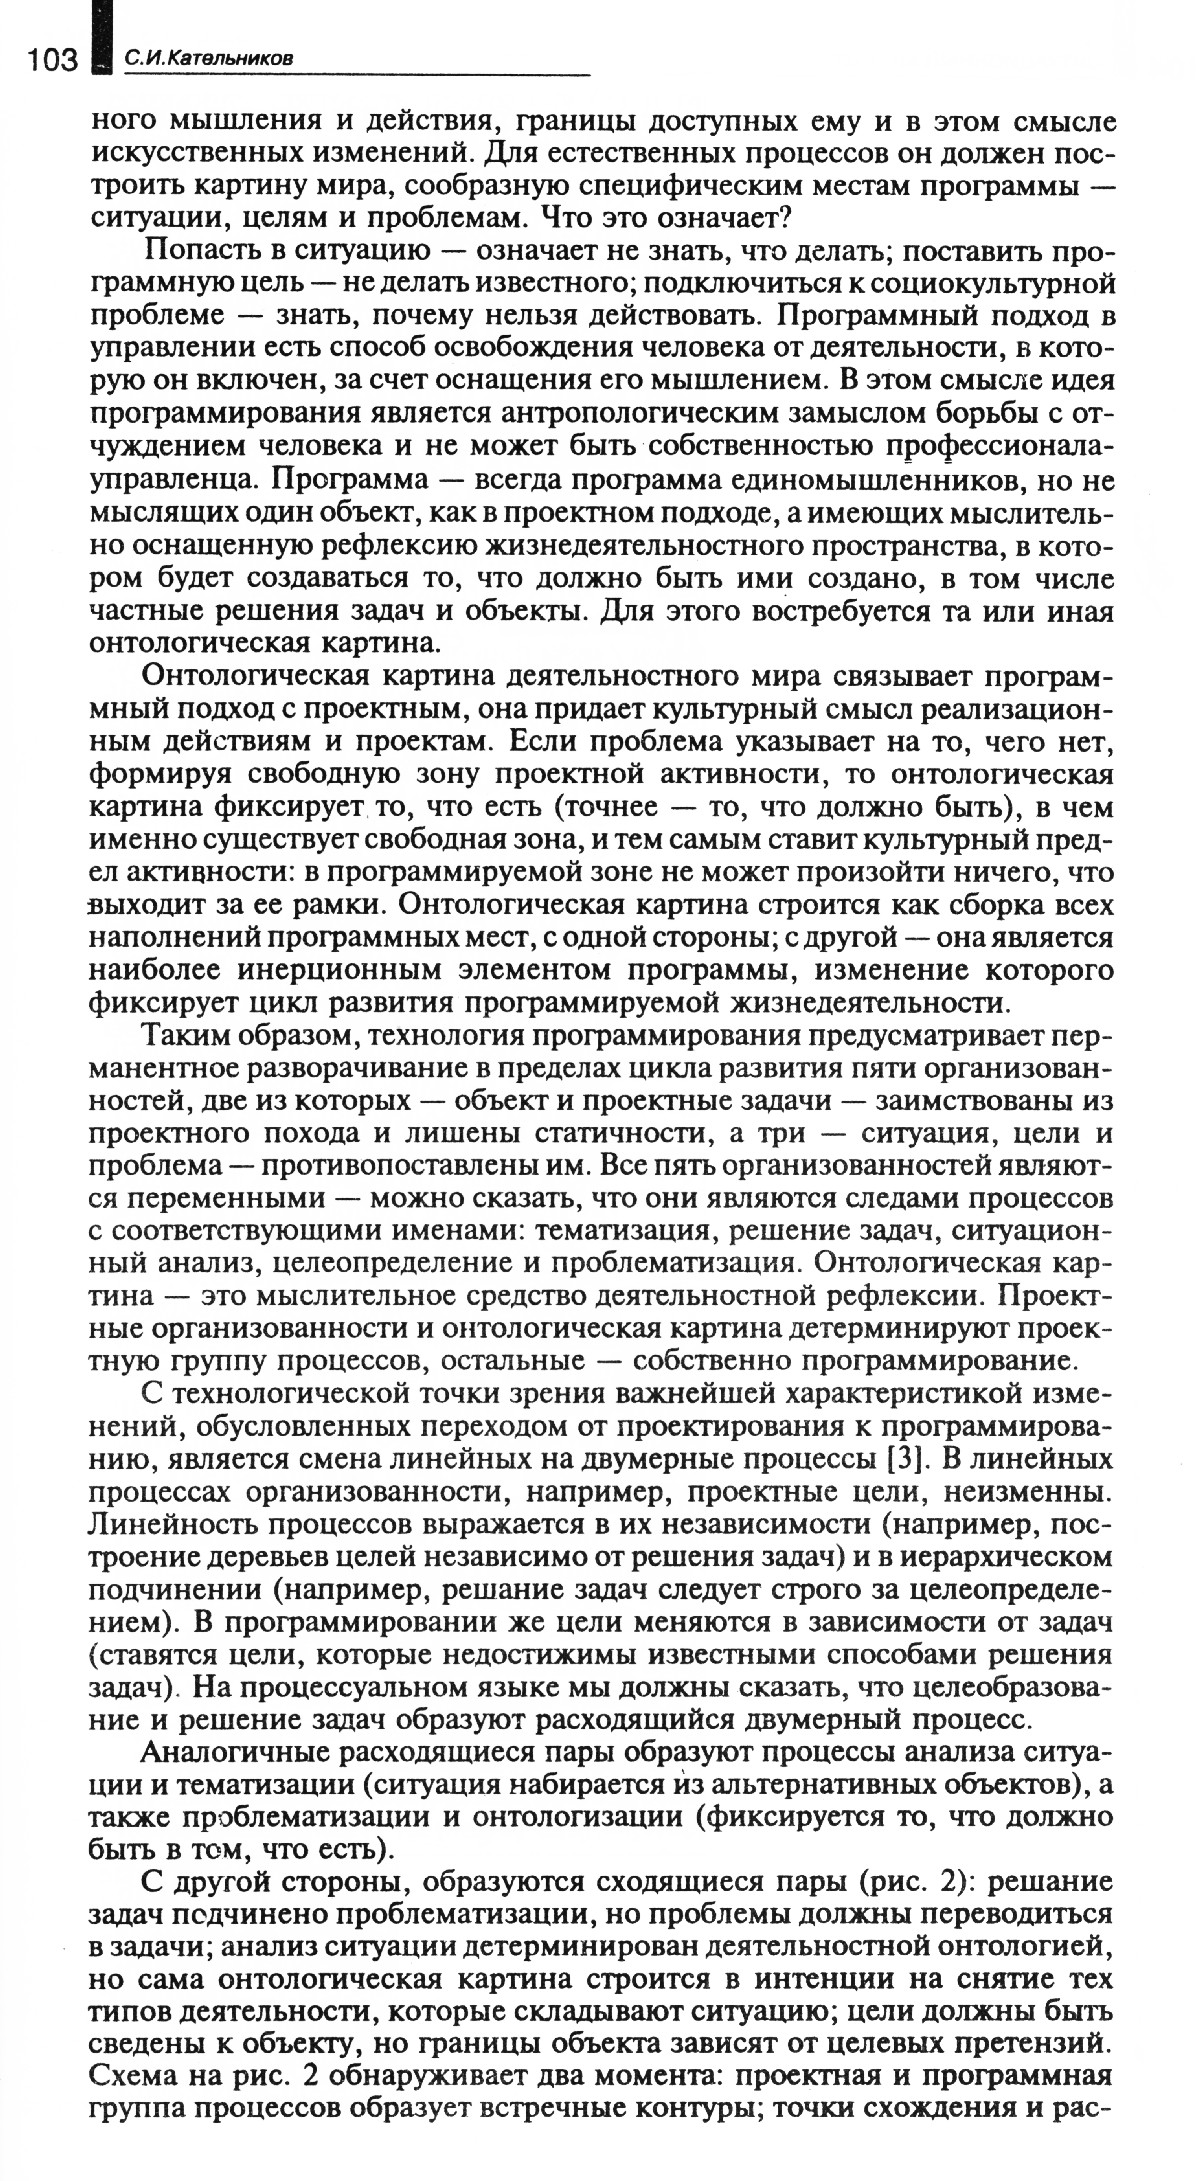 103 С.И.Кательников
ного мышления и действия, границы доступных ему и в этом смысле
искусственных изменений. Для естественных процессов он должен пос-
троить картину мира, сообразную специфическим местам программы —
ситуации, целям и проблемам. Что это означает?
Попасть в ситуацию — означает не знать, что делать; поставить про-
граммную цель — не делать известного; подключиться к социокультурной
проблеме — знать, почему нельзя действовать. Программный подход в
управлении есть способ освобождения человека от деятельности, в кото-
рую он включен, за счет оснащения его мышлением. В этом смысле идея
программирования является антропологическим замыслом борьбы с от-
чуждением человека и не может быть собственностью профессионала-
управленца. Программа — всегда программа единомышленников, но не
мыслящих один объект, как в проектном подходе, а имеющих мыслитель-
но оснащенную рефлексию жизнедеятельностного пространства, в кото-
ром будет создаваться то, что должно быть ими создано, в том числе
частные решения задач и объекты. Для этого востребуется та или иная
онтологическая картина.
Онтологическая картина деятельностного мира связывает програм-
мный подход с проектным, она придает культурный смысл реализацион-
ным действиям и проектам. Если проблема указывает на то, чего нет,
формируя свободную зону проектной активности, то онтологическая
картина фиксирует то, что есть (точнее — то, что должно быть), в чем
именно существует свободная зона, и тем самым ставит культурный пред-
ел активности: в программируемой зоне не может произойти ничего, что
выходит за ее рамки. Онтологическая картина строится как сборка всех
наполнений программных мест, с одной стороны; с другой — она является
наиболее инерционным элементом программы, изменение которого
фиксирует цикл развития программируемой жизнедеятельности.
Таким образом, технология программирования предусматривает пер-
манентное разворачивание в пределах цикла развития пяти организован-
ностей, две из которых — объект и проектные задачи — заимствованы из
проектного похода и лишены статичности, а три — ситуация, цели и
проблема — противопоставлены им. Все пять организованностей являют-
ся переменными — можно сказать, что они являются следами процессов
с соответствующими именами: тематизация, решение задач, ситуацион-
ный анализ, целеопределение и проблематизация. Онтологическая кар-
тина — это мыслительное средство деятельностной рефлексии. Проект-
ные организованности и онтологическая картина детерминируют проек-
тную группу процессов, остальные — собственно программирование.
С технологической точки зрения важнейшей характеристикой изме-
нений, обусловленных переходом от проектирования к программирова-
нию, является смена линейных на двумерные процессы [3]. В линейных
процессах организованности, например, проектные цели, неизменны.
Линейность процессов выражается в их независимости (например, пос-
троение деревьев целей независимо от решения задач) и в иерархическом
подчинении (например, решание задач следует строго за целеопределе-
нием). В программировании же цели меняются в зависимости от задач
(ставятся цели, которые недостижимы известными способами решения
задач). На процессуальном языке мы должны сказать, что целеобразова-
ние и решение задач образуют расходящийся двумерный процесс.
Аналогичные расходящиеся пары образуют процессы анализа ситуа-
ции и тематизации (ситуация набирается из альтернативных объектов), а
также проблематизации и онтологизации (фиксируется то, что должно
быть в том, что есть).
С другой стороны, образуются сходящиеся пары (рис. 2): решание
задач подчинено проблематизации, но проблемы должны переводиться
в задачи; анализ ситуации детерминирован деятельностной онтологией,
но сама онтологическая картина строится в интенции на снятие тех
типов деятельности, которые складывают ситуацию; цели должны быть
сведены к объекту, но границы объекта зависят от целевых претензий.
Схема на рис. 2 обнаруживает два момента: проектная и программная
группа процессов образует встречные контуры; точки схождения и рас-